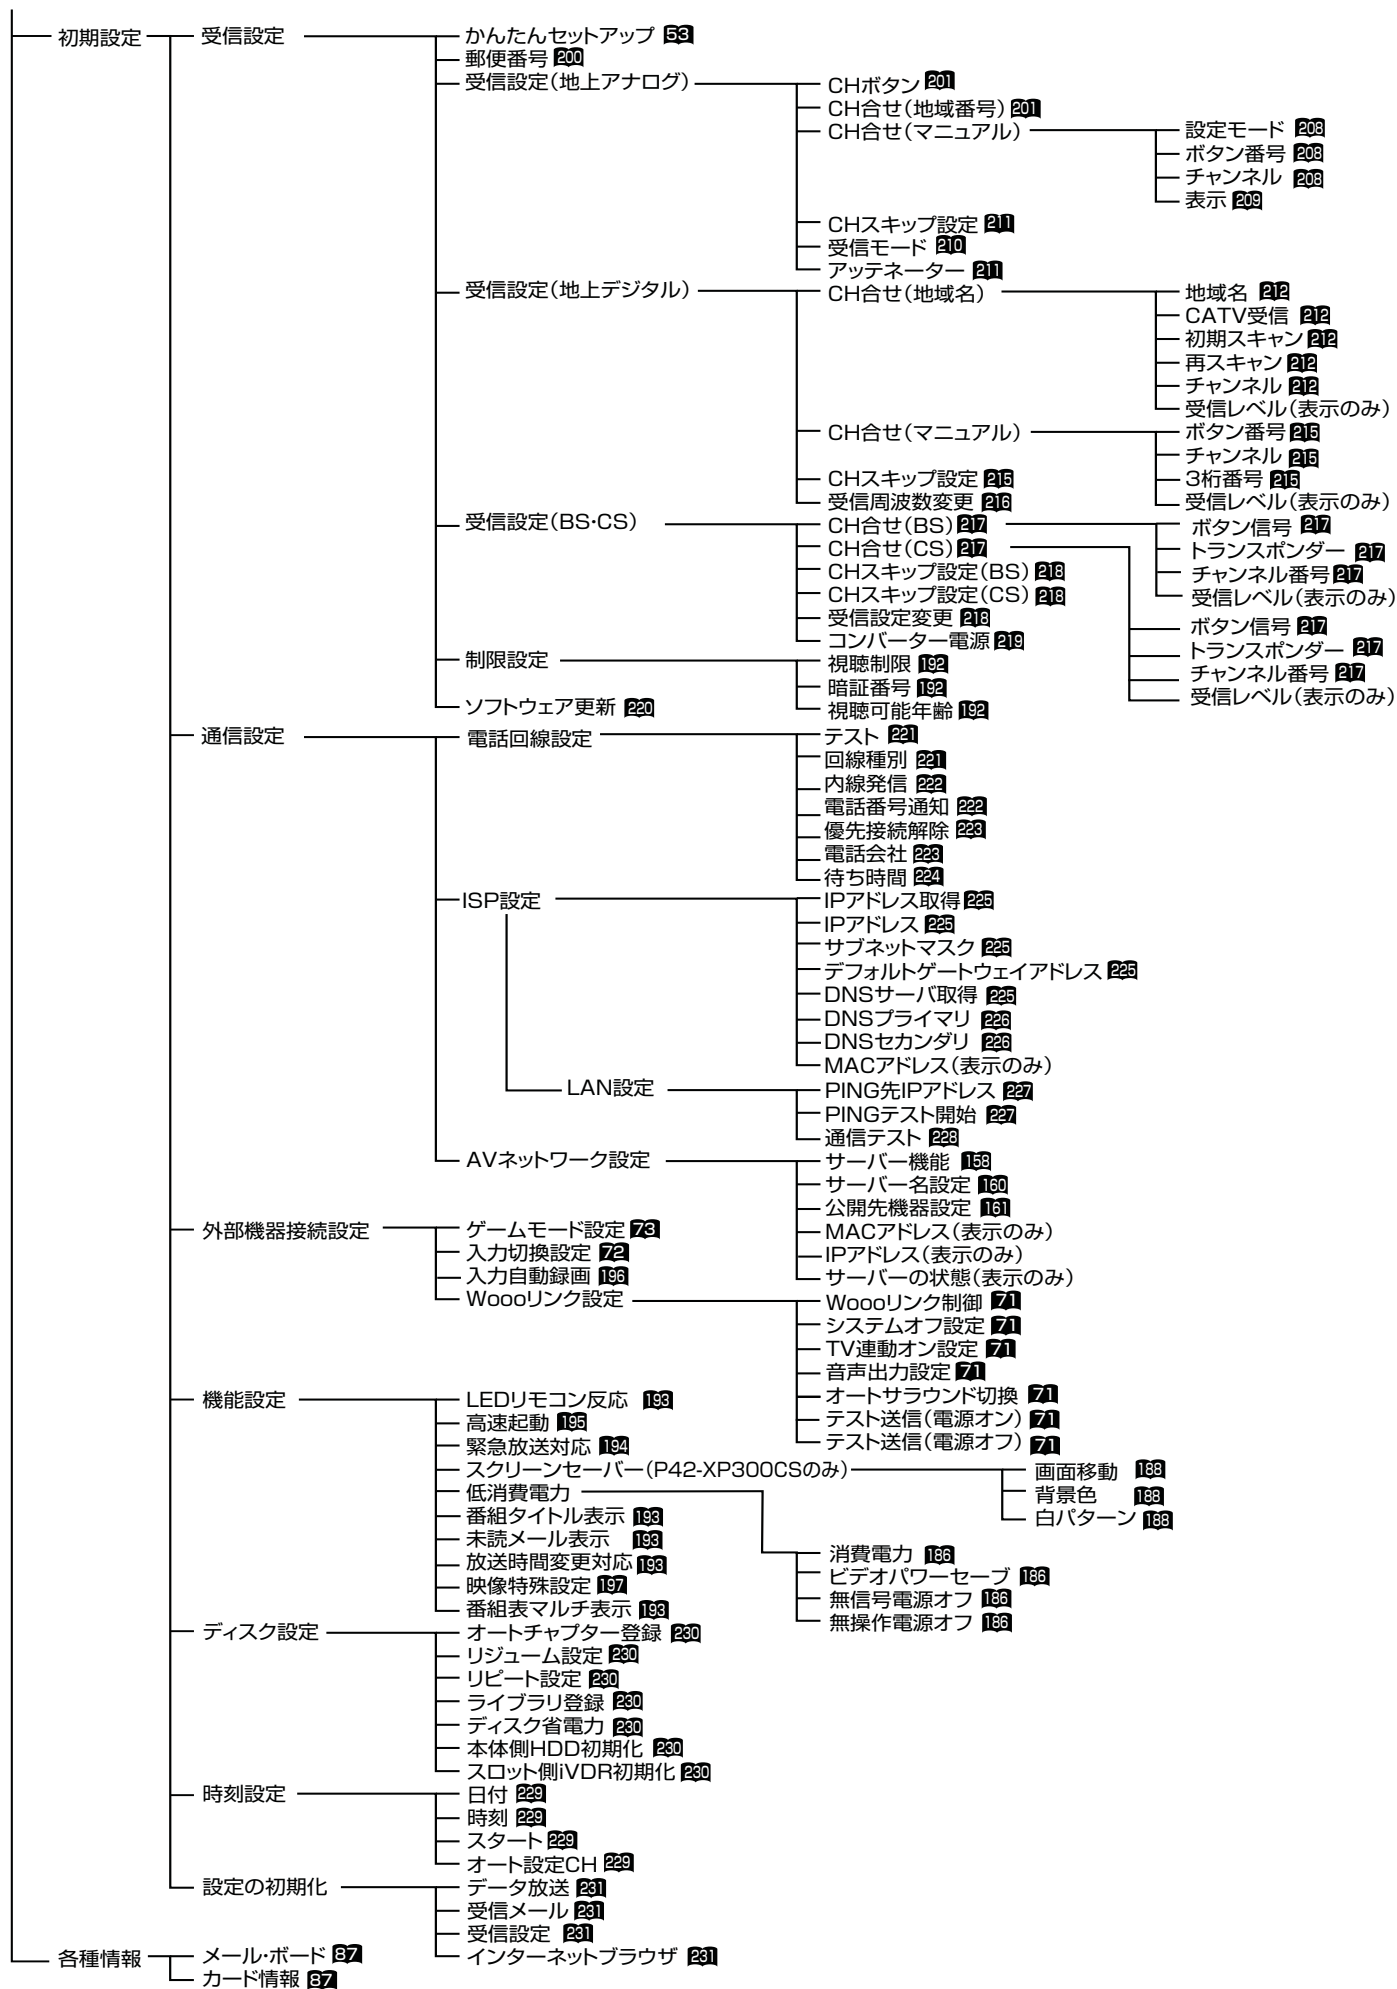 初期設定
受信設定
かんたんセットアップ 53
郵便番号 200
受信設定(地上アナログ)
CHボタン 201
CH合せ(地域番号) 201
CH合せ(マニュアル)
設定モード 208
ボタン番号 208
チャンネル 208
表示 209
CHスキップ設定 211
受信モード 210
アッテネーター 211
受信設定(地上デジタル)
CH合せ(地域名)
地域名 212
CATV受信 212
初期スキャン 212
再スキャン 212
チャンネル 212
受信レベル(表示のみ)
CH合せ(マニュアル)
ボタン番号 215
チャンネル 215
3桁番号 215
受信レベル(表示のみ)
CHスキップ設定 215
受信周波数変更 216
受信設定(BS・CS)
CH合せ(BS) 217
ボタン信号 217
トランスポンダー 217
チャンネル番号 217
受信レベル(表示のみ)
CH合せ(CS) 217
ボタン信号 217
トランスポンダー 217
チャンネル番号 217
受信レベル(表示のみ)
CHスキップ設定(BS) 218
CHスキップ設定(CS) 218
受信設定変更 218
コンバーター電源 219
制限設定
視聴制限 192
暗証番号 192
視聴可能年齢 192
ソフトウェア更新 220
通信設定
電話回線設定
テスト 221
回線種別 221
内線発信 222
電話番号通知 222
優先接続解除 223
電話会社 223
待ち時間 224
ISP設定
IPアドレス取得 225
IPアドレス 225
サブネットマスク 225
デフォルトゲートウェイアドレス 225
DNSサーバ取得 225
DNSプライマリ 226
DNSセカンダリ 226
MACアドレス(表示のみ)
LAN設定
PING先IPアドレス 227
PINGテスト開始 227
通信テスト 228
AVネットワーク設定
サーバー機能 158
サーバー名設定 160
公開先機器設定 161
MACアドレス(表示のみ)
IPアドレス(表示のみ)
サーバーの状態(表示のみ)
外部機器接続設定
ゲームモード設定 73
入力切換設定 72
入力自動録画 196
Woooリンク設定
Woooリンク制御 71
システムオフ設定 71
TV連動オン設定 71
音声出力設定 71
オートサラウンド切換 71
テスト送信(電源オン) 71
テスト送信(電源オフ) 71
機能設定
LEDリモコン反応 193
高速起動 195
緊急放送対応 194
スクリーンセーバー(P42-XP300CSのみ)
画面移動 188
背景色 188
白パターン 188
低消費電力
消費電力 186
ビデオパワーセーブ 186
無信号電源オフ 186
無操作電源オフ 186
番組タイトル表示 193
未読メール表示 193
放送時間変更対応 193
映像特殊設定 197
番組表マルチ表示 193
ディスク設定
オートチャプター登録 230
リジューム設定 230
リピート設定 230
ライブラリ登録 230
ディスク省電力 230
本体側HDD初期化 230
スロット側iVDR初期化 230
時刻設定
日付 229
時刻 229
スタート 229
オート設定CH 229
設定の初期化
データ放送 231
受信メール 231
受信設定 231
インターネットブラウザ 231
各種情報
メール・ボード 87
カード情報 87